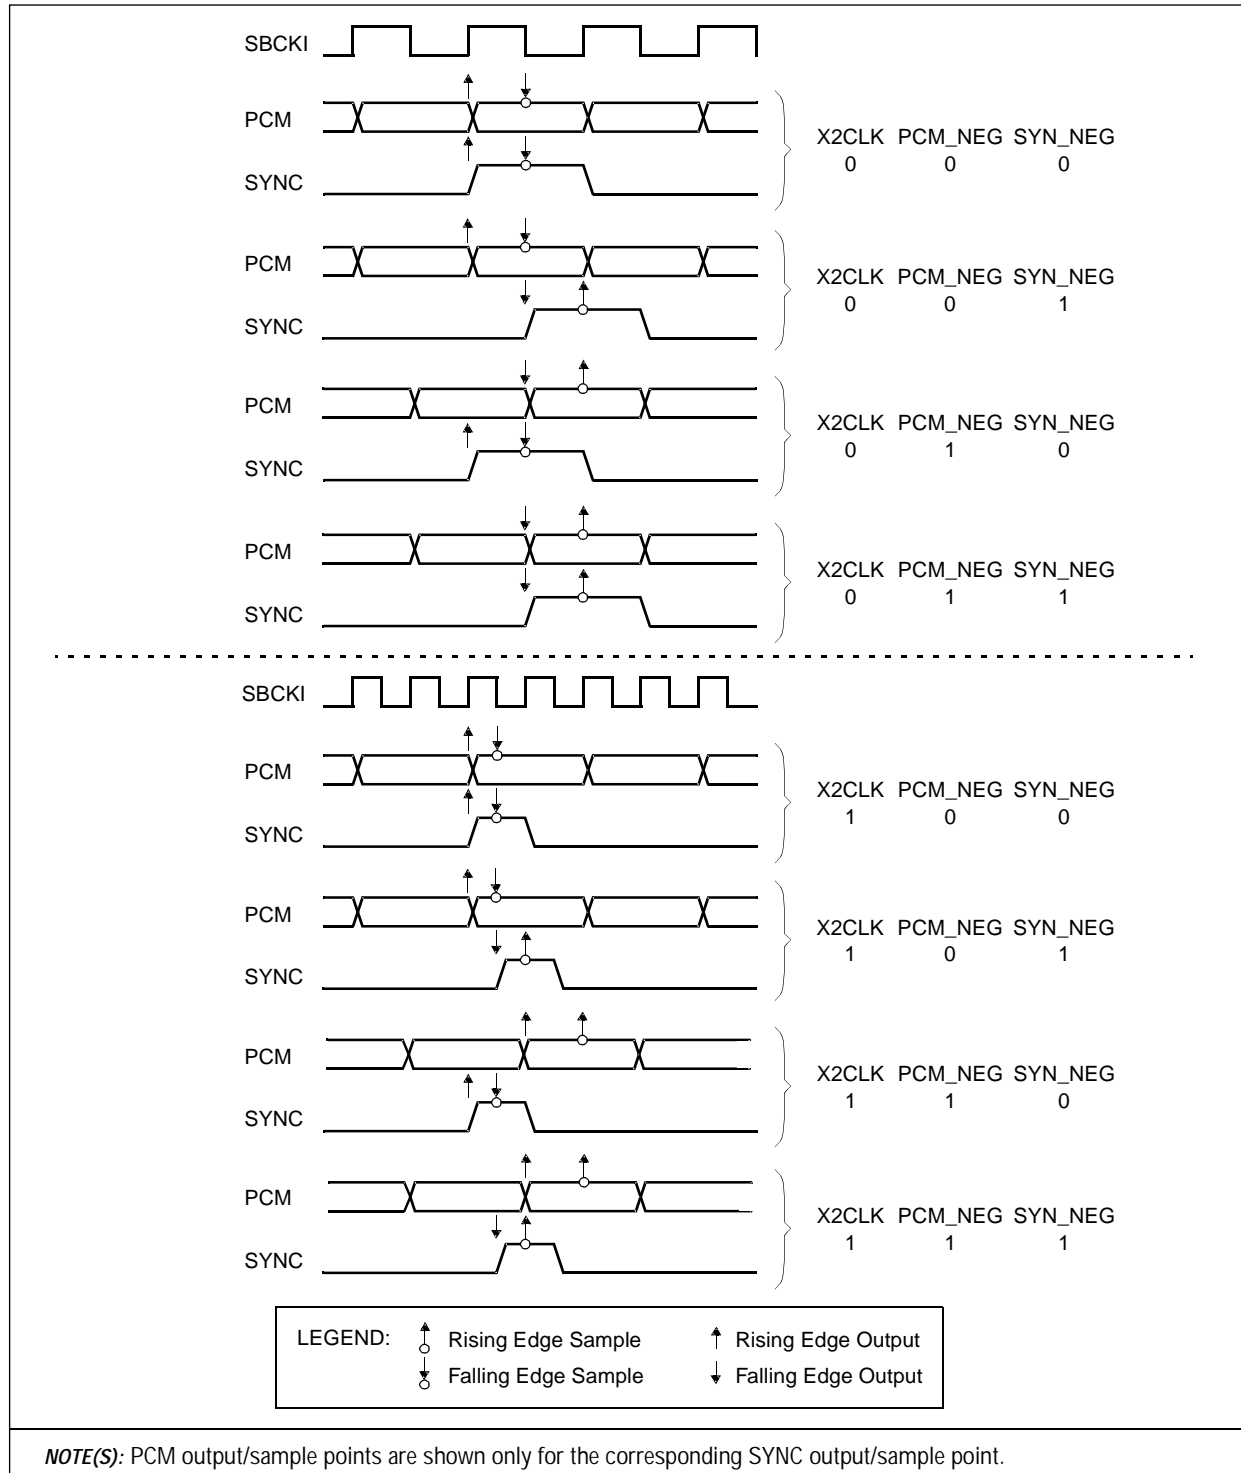 SBCKI
PCM
SYNC
X2CLK PCM_NEG SYN_NEG
0 0 0
PCM
SYNC
X2CLK PCM_NEG SYN_NEG
0 0 1
PCM
SYNC
X2CLK PCM_NEG SYN_NEG
0 1 0
PCM
SYNC
X2CLK PCM_NEG SYN_NEG
0 1 1
SBCKI
PCM
SYNC
X2CLK PCM_NEG SYN_NEG
1 0 0
PCM
SYNC
X2CLK PCM_NEG SYN_NEG
1 0 1
PCM
SYNC
X2CLK PCM_NEG SYN_NEG
1 1 0
PCM
SYNC
X2CLK PCM_NEG SYN_NEG
1 1 1
LEGEND: Rising Edge Sample Rising Edge Output
Falling Edge Sample Falling Edge Output
NOTE(S): PCM output/sample points are shown only for the corresponding SYNC output/sample point.